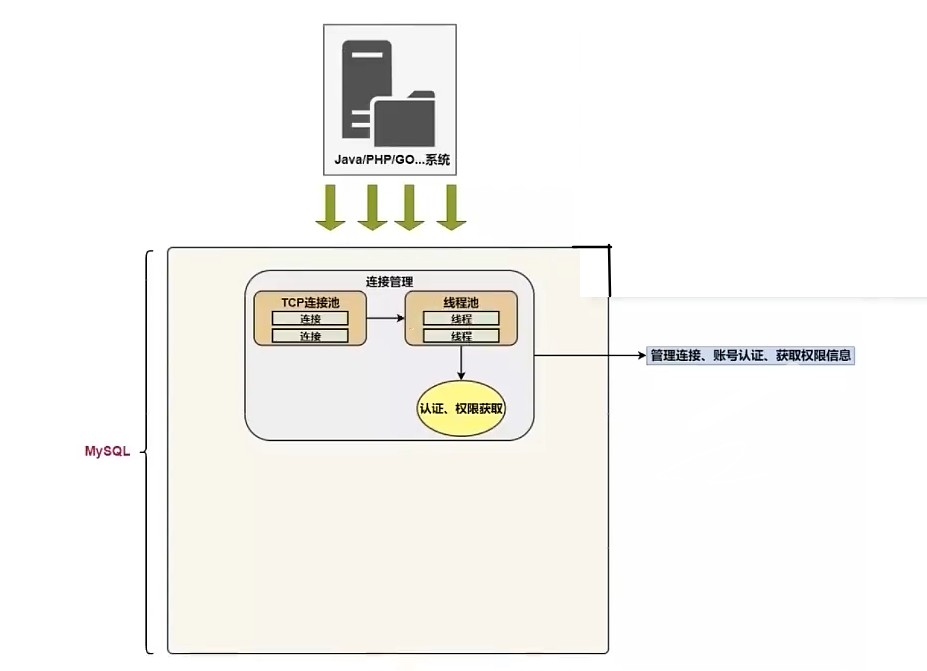 Java/PHP/GO...系统
连接管理
TCP连接池
连接
连接
线程池
线程
线程
认证、权限获取
管理连接、账号认证、获取权限信息
MySQL